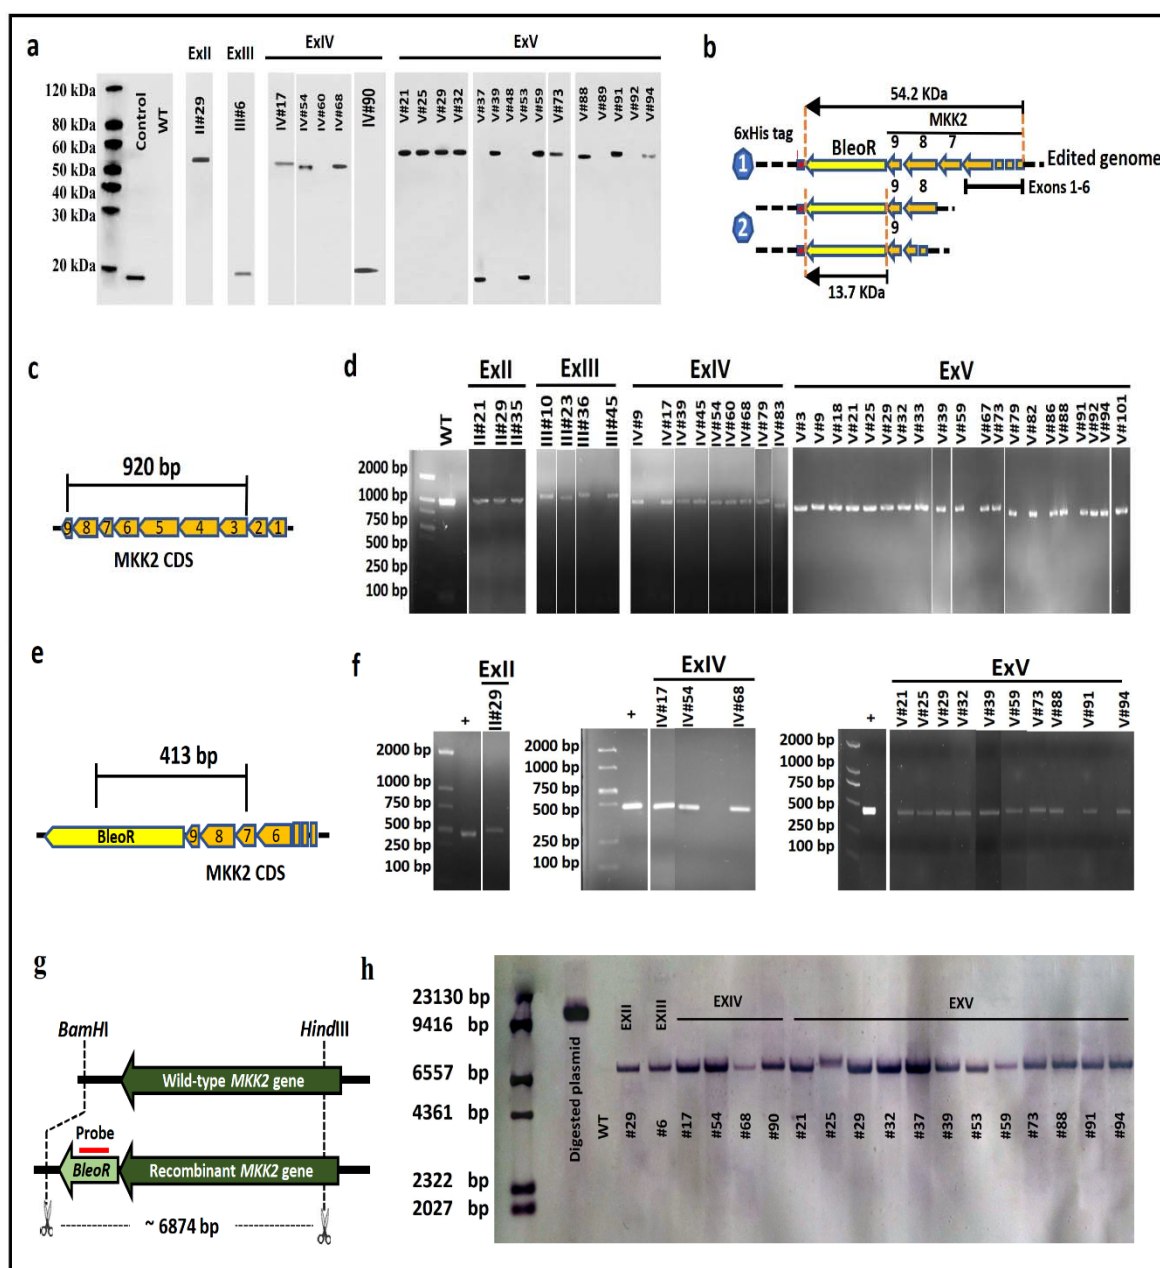 a
ExII
ExIII
ExIV
ExV
120 kDa
80 kDa
60 kDa
50 kDa
40 kDa
30 kDa
20 kDa
Control
WT
II#29
III#6
IV#17
IV#54
IV#60
IV#68
IV#90
V#21
V#25
V#29
V#32
V#37
V#39
V#48
V#53
V#59
V#73
V#88
V#89
V#91
V#92
V#94
b
54.2 KDa
MKK2
6xHis tag
BleoR
9 8 7
1
Edited genome
Exons 1-6
9 8
2
9
13.7 KDa
c
920 bp
9 8 7 6 5 4 3 2 1
MKK2 CDS
d
ExII
ExIII
ExIV
ExV
WT
II#21
II#29
II#35
III#10
III#23
III#36
III#45
IV#9
IV#17
IV#39
IV#45
IV#54
IV#60
IV#68
IV#79
IV#83
V#3
V#9
V#18
V#21
V#25
V#29
V#32
V#33
V#39
V#59
V#67
V#73
V#79
V#82
V#86
V#88
V#91
V#92
V#94
V#101
2000 bp
1000 bp
750 bp
500 bp
250 bp
100 bp
e
413 bp
BleoR 9 8 7 6
MKK2 CDS
f
ExII
+
II#29
2000 bp
1000 bp
750 bp
500 bp
250 bp
100 bp
ExIV
+
IV#17
IV#54
IV#68
2000 bp
1000 bp
750 bp
500 bp
250 bp
100 bp
ExV
+
V#21
V#25
V#29
V#32
V#39
V#59
V#73
V#88
V#91
V#94
2000 bp
1000 bp
750 bp
500 bp
250 bp
100 bp
g
BamHI
HindIII
Wild-type MKK2 gene
Probe
BleoR
Recombinant MKK2 gene
~ 6874 bp
h
23130 bp
9416 bp
6557 bp
4361 bp
2322 bp
2027 bp
Digested plasmid
WT
EXII
EXIII
EXIV
EXV
#29
#6
#17
#54
#68
#90
#21
#25
#29
#32
#37
#39
#53
#59
#73
#88
#91
#94